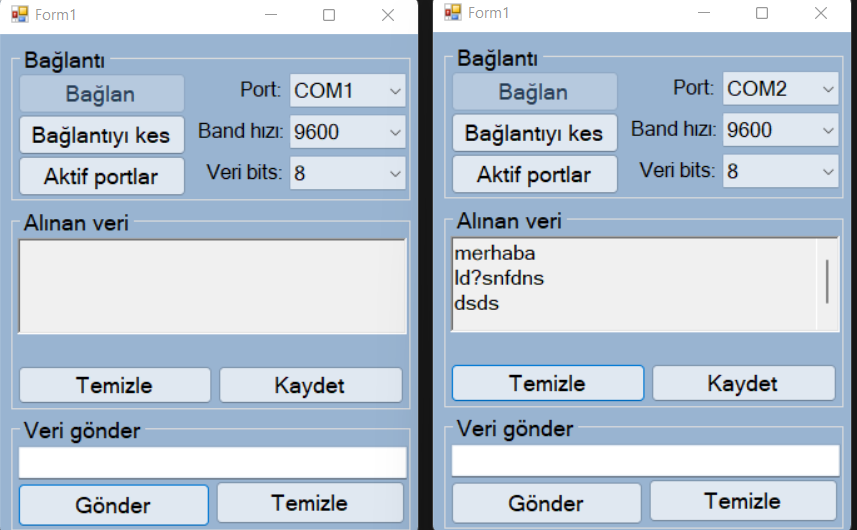 Form1
Bağlantı
Bağlan
Port: COM1
Bağlantıyı kes
Band hızı: 9600
Aktif portlar
Veri bits: 8
Alınan veri
Temizle
Kaydet
Veri gönder
Gönder
Temizle
Form1
Bağlantı
Bağlan
Port: COM2
Bağlantıyı kes
Band hızı: 9600
Aktif portlar
Veri bits: 8
Alınan veri
merhaba
ld?snfdns
dsds
Temizle
Kaydet
Veri gönder
Gönder
Temizle